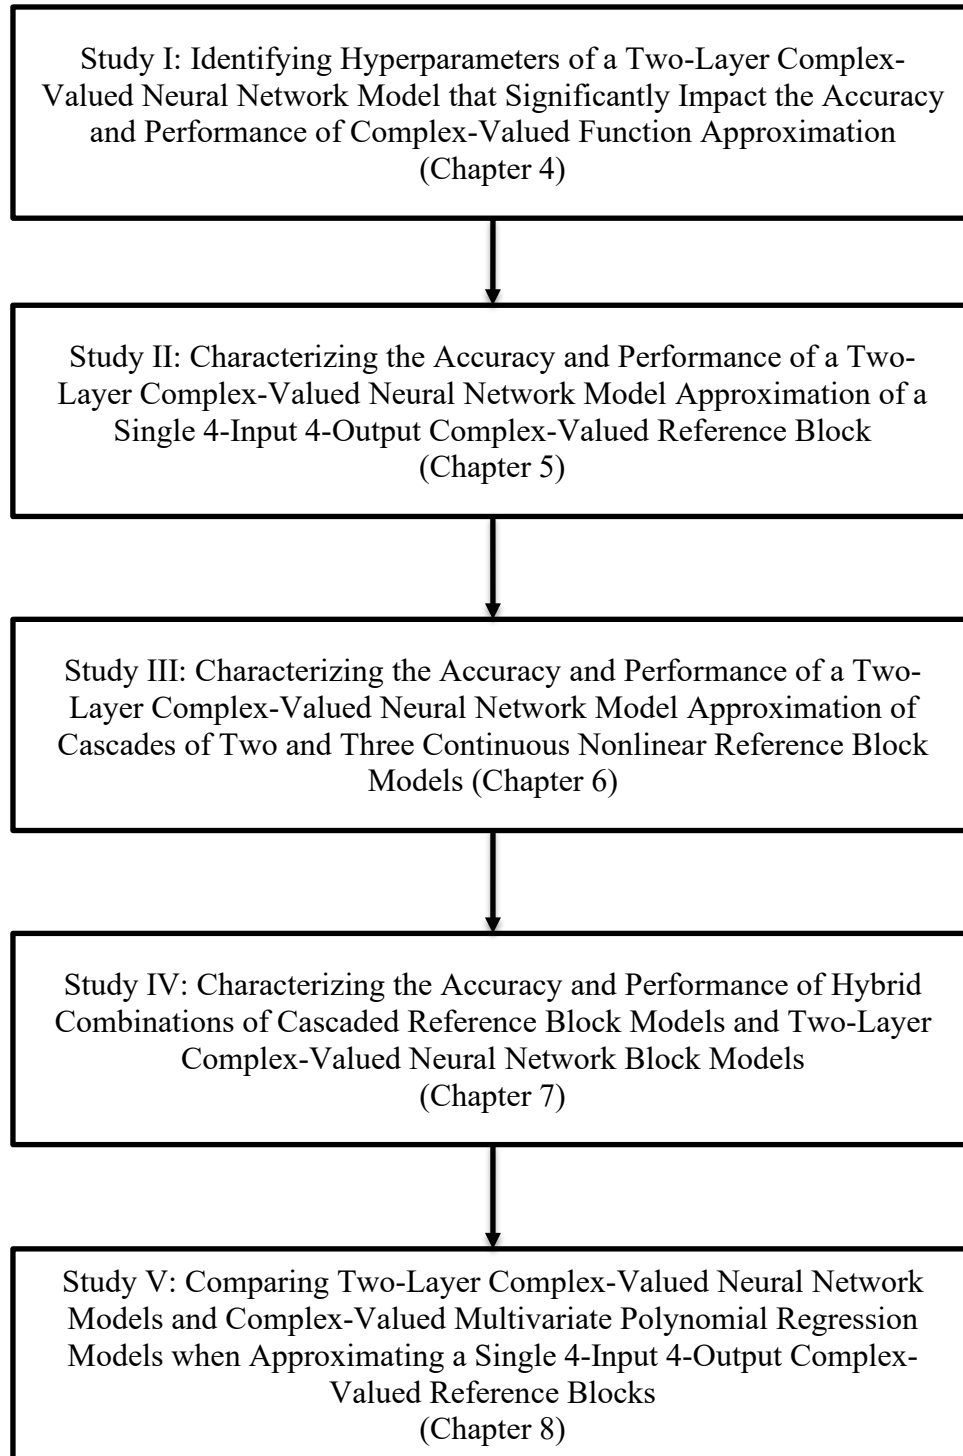 Study I: Identifying Hyperparameters of a Two-Layer Complex-
Valued Neural Network Model that Significantly Impact the Accuracy
and Performance of Complex-Valued Function Approximation
(Chapter 4)
Study II: Characterizing the Accuracy and Performance of a Two-
Layer Complex-Valued Neural Network Model Approximation of a
Single 4-Input 4-Output Complex-Valued Reference Block
(Chapter 5)
Study III: Characterizing the Accuracy and Performance of a Two-
Layer Complex-Valued Neural Network Model Approximation of
Cascades of Two and Three Continuous Nonlinear Reference Block
Models (Chapter 6)
Study IV: Characterizing the Accuracy and Performance of Hybrid
Combinations of Cascaded Reference Block Models and Two-Layer
Complex-Valued Neural Network Block Models
(Chapter 7)
Study V: Comparing Two-Layer Complex-Valued Neural Network
Models and Complex-Valued Multivariate Polynomial Regression
Models when Approximating a Single 4-Input 4-Output Complex-
Valued Reference Blocks
(Chapter 8)